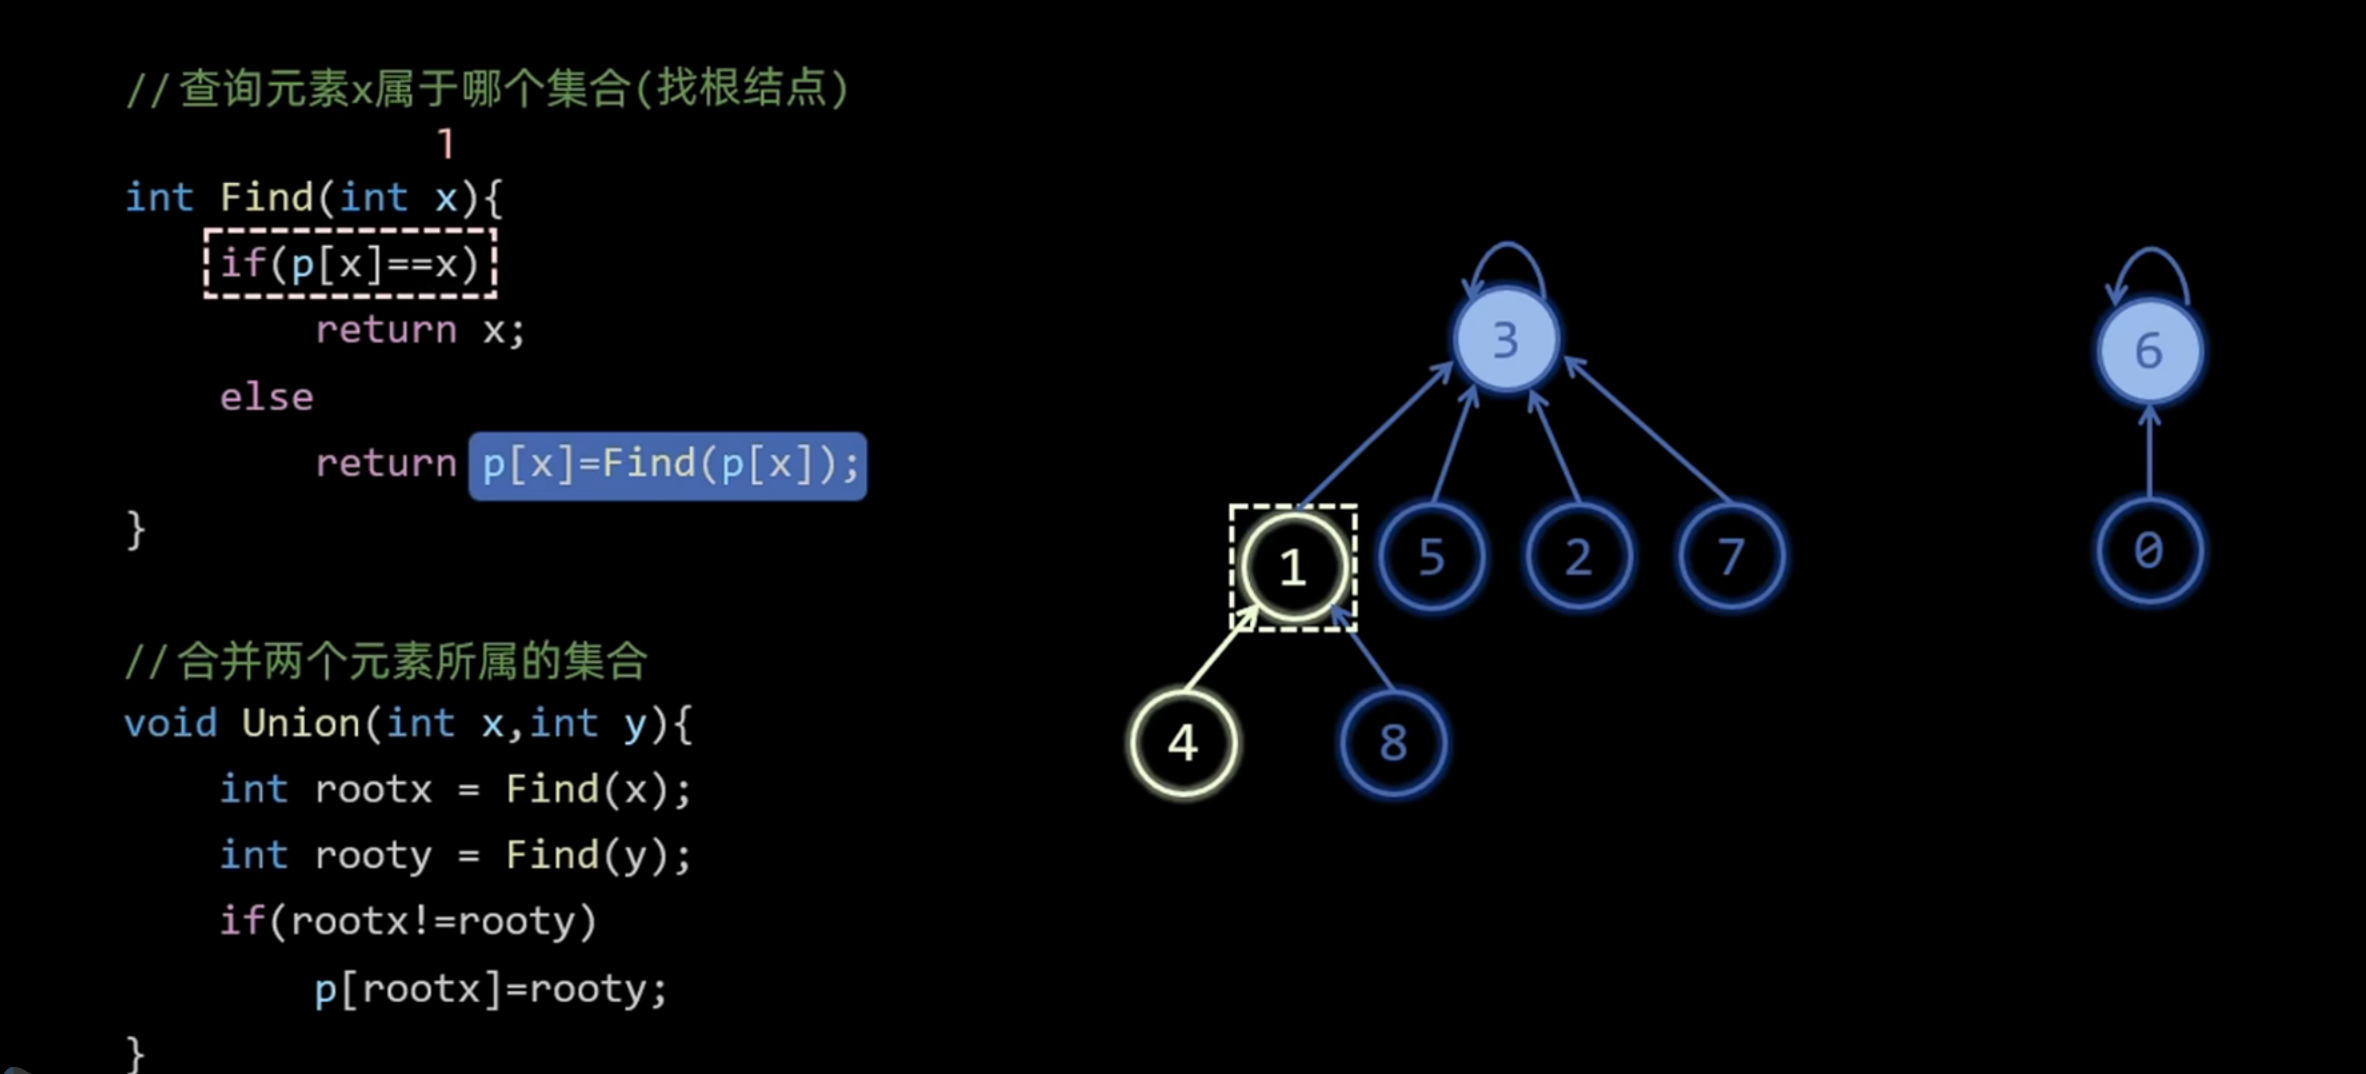 //查询元素x属于哪个集合(找根结点)
1
int Find(int x){
if(p[x]==x)
return x;
else
return p[x]=Find(p[x]);
}
//合并两个元素所属的集合
void Union(int x,int y){
int rootx = Find(x);
int rooty = Find(y);
if(rootx!=rooty)
p[rootx]=rooty;
}
3
6
1
5
2
7
0
4
8